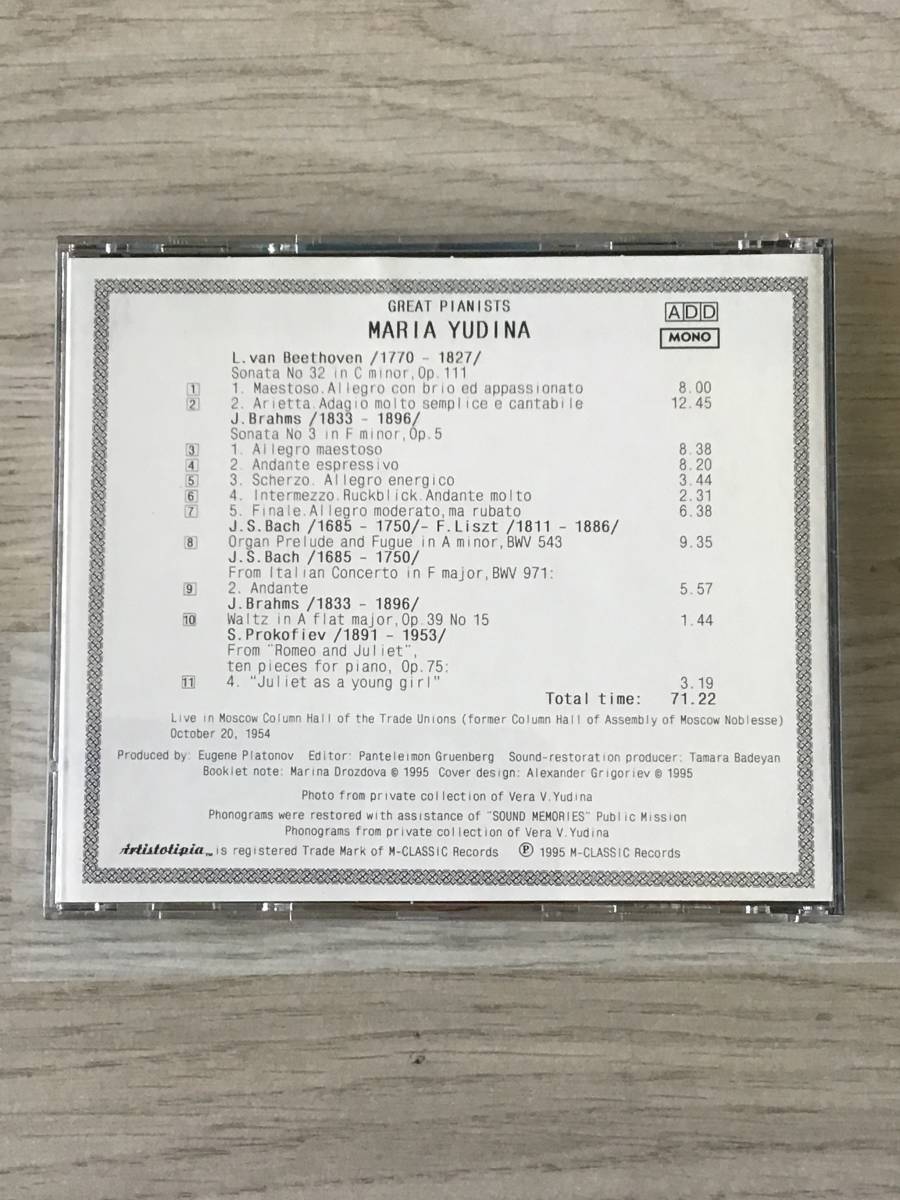 GREAT PIANISTS
MARIA YUDINA
ADD
MONO
L. van Beethoven /1770 - 1827/
Sonata No 32 in C minor, Op. 111
1 1. Maestoso. Allegro con brio ed appassionato 8.00
2 2. Arietta. Adagio molto semplice e cantabile 12.45
J. Brahms /1833 - 1896/
Sonata No 3 in F minor, Op. 5
3 1. Allegro maestoso 8.38
4 2. Andante espressivo 8.20
5 3. Scherzo. Allegro energico 3.44
6 4. Intermezzo. Ruckblick. Andante molto 2.31
7 5. Finale. Allegro moderato, ma rubato 6.38
J.S. Bach /1685 - 1750/- F. Liszt /1811 - 1886/
8 Organ Prelude and Fugue in A minor, BWV 543 9.35
J.S. Bach /1685 - 1750/
From Italian Concerto in F major, BWV 971:
9 2. Andante 5.57
J. Brahms /1833 - 1896/
10 Waltz in A flat major, Op. 39 No 15 1.44
S. Prokofiev /1891 - 1953/
From "Romeo and Juliet",
ten pieces for piano, Op. 75:
11 4. "Juliet as a young girl" 3.19
Total time: 71.22
Live in Moscow Column Hall of the Trade Unions (former Column Hall of Assembly of Moscow Noblesse)
October 20, 1954
Produced by: Eugene Platonov Editor: Panteleimon Gruenberg Sound-restoration producer: Tamara Badeyan
Booklet note: Marina Drozdova © 1995 Cover design: Alexander Grigoriev © 1995
Photo from private collection of Vera V. Yudina
Phonograms were restored with assistance of "SOUND MEMORIES" Public Mission
Phonograms from private collection of Vera V. Yudina
Artistotipia™ is registered Trade Mark of M-CLASSIC Records ℗ 1995 M-CLASSIC Records